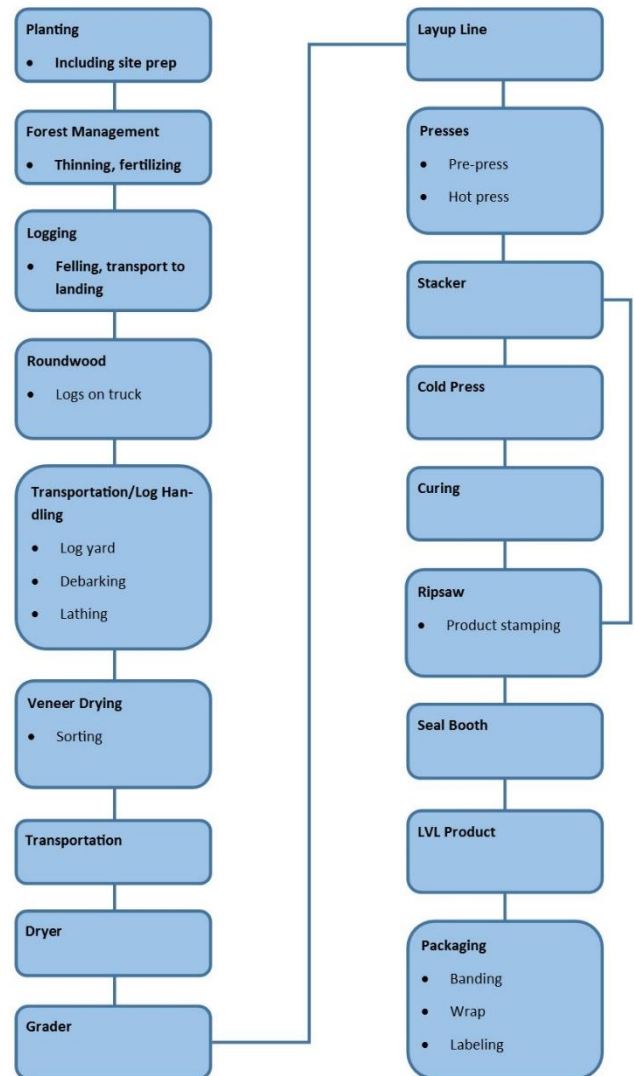 Planting
• Including site prep
Forest Management
• Thinning, fertilizing
Logging
• Felling, transport to
landing
Roundwood
• Logs on truck
Transportation/Log Han-
dling
• Log yard
• Debarking
• Lathing
Veneer Drying
• Sorting
Transportation
Dryer
Grader
Layup Line
Presses
• Pre-press
• Hot press
Stacker
Cold Press
Curing
Ripsaw
• Product stamping
Seal Booth
LVL Product
Packaging
• Banding
• Wrap
• Labeling